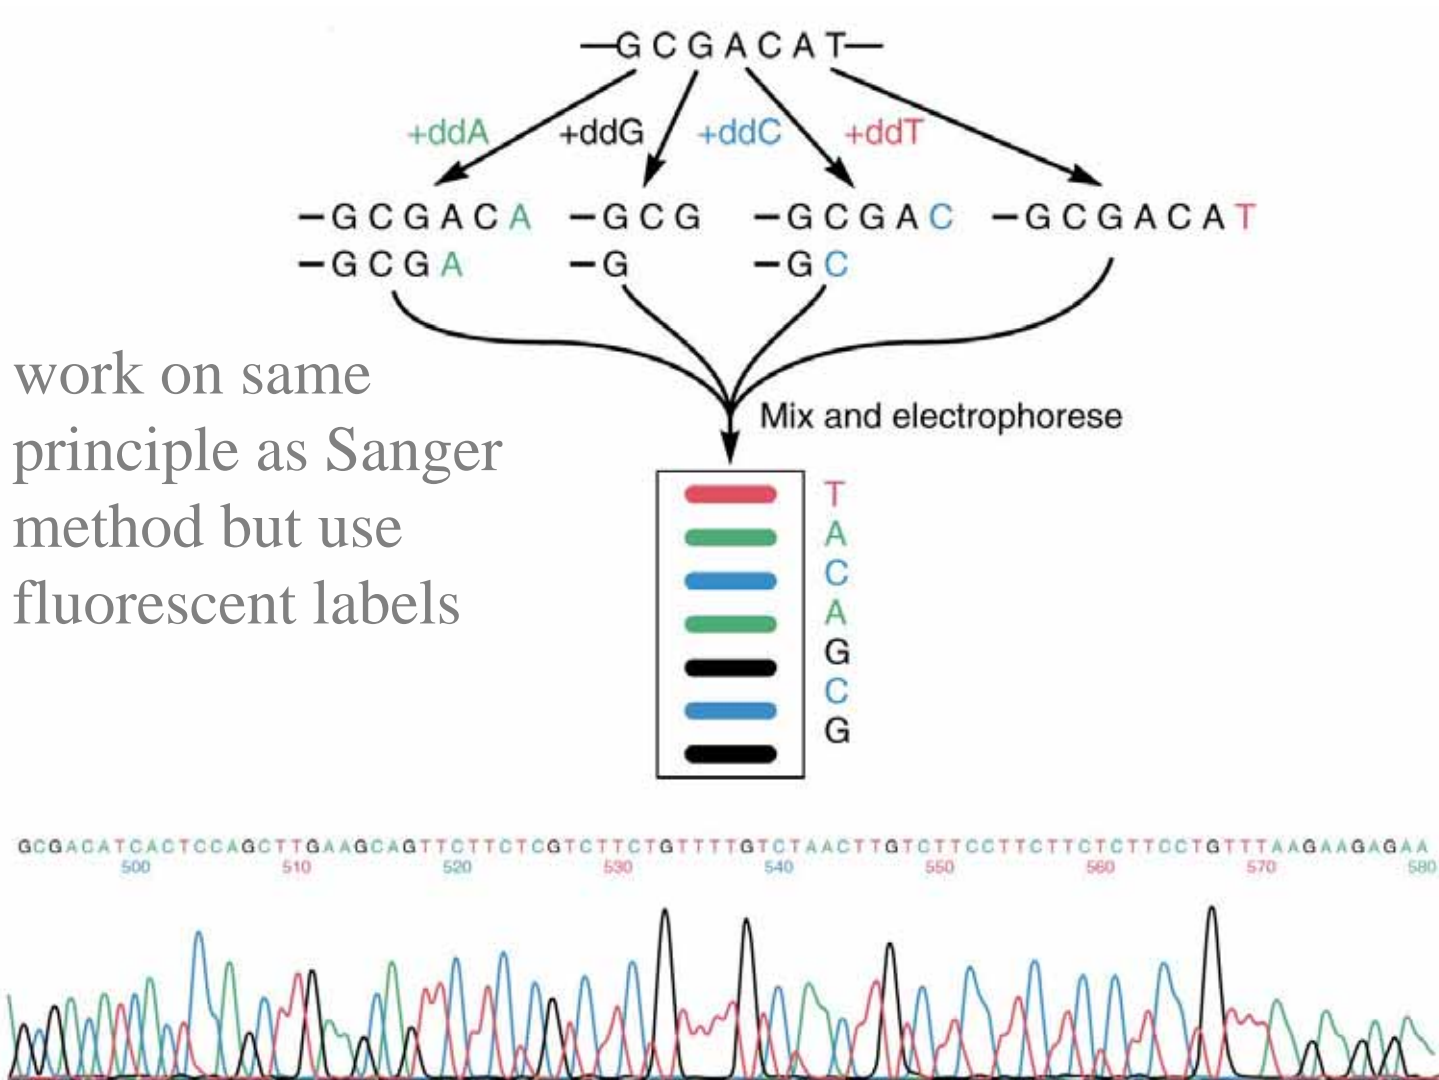 —GCGACAT—
+ddA +ddG +ddC +ddT
–GCGACA –GCG –GCGAC –GCGACAT
–GCGA –G –GC
work on same
principle as Sanger
method but use
fluorescent labels
Mix and electrophorese
T
A
C
A
G
C
G
GCGACATCACTCCAGCTTGAAGCAGTTCTTCTCGTCTTCTGTTTTGTCTAACTTGTCTTCCTTCTTCTCTTCCTGTTTAAGAAGAGAA
500 510 520 530 540 550 560 570 580